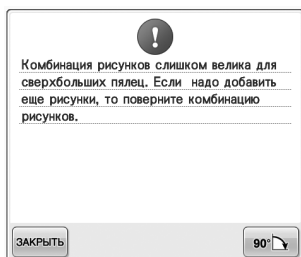 Комбинация рисунков слишком велика для
сверхбольших пялец. Если надо добавить
еще рисунки, то поверните комбинацию
рисунков.
ЗАКРЫТЬ
90°